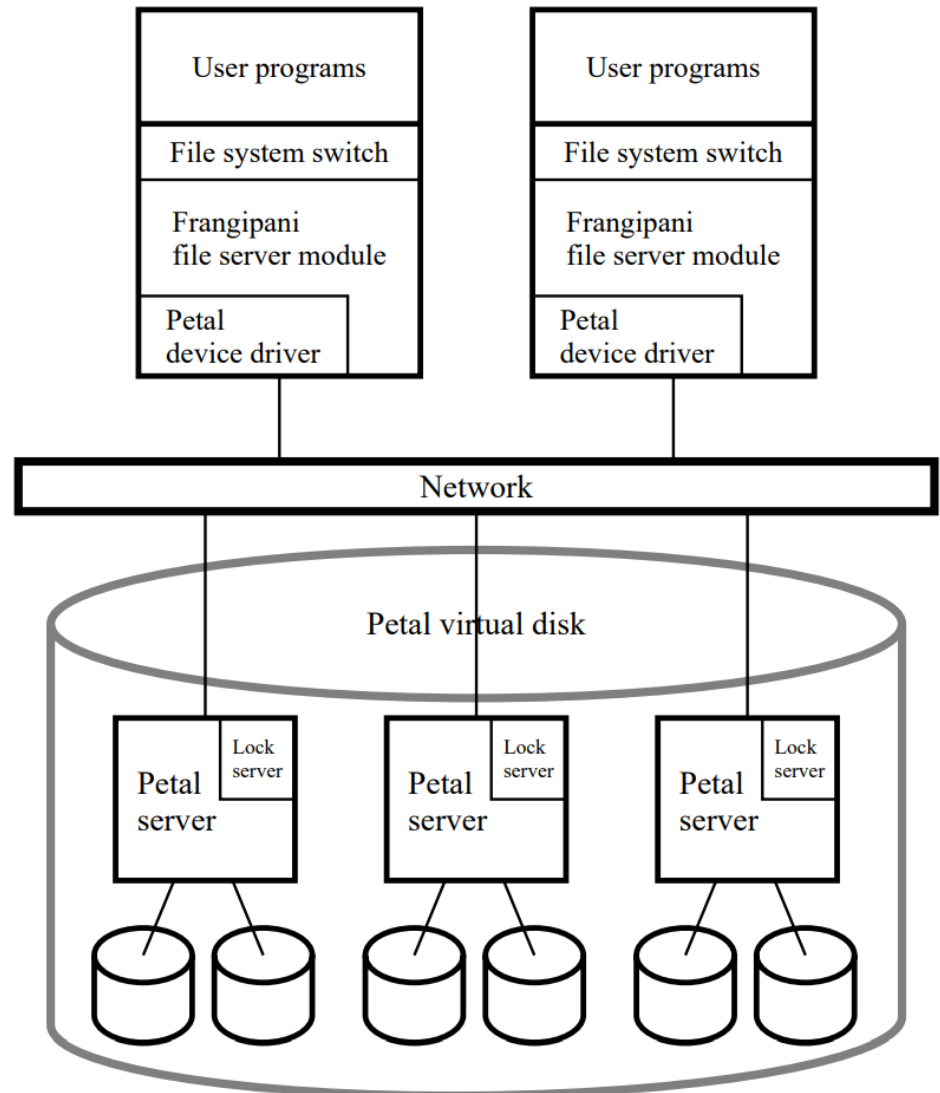 User programs
User programs
File system switch
File system switch
Frangipani
file server module
Frangipani
file server module
Petal
device driver
Petal
device driver
Network
Petal virtual disk
Lock
server
Petal
server
Lock
server
Petal
server
Lock
server
Petal
server